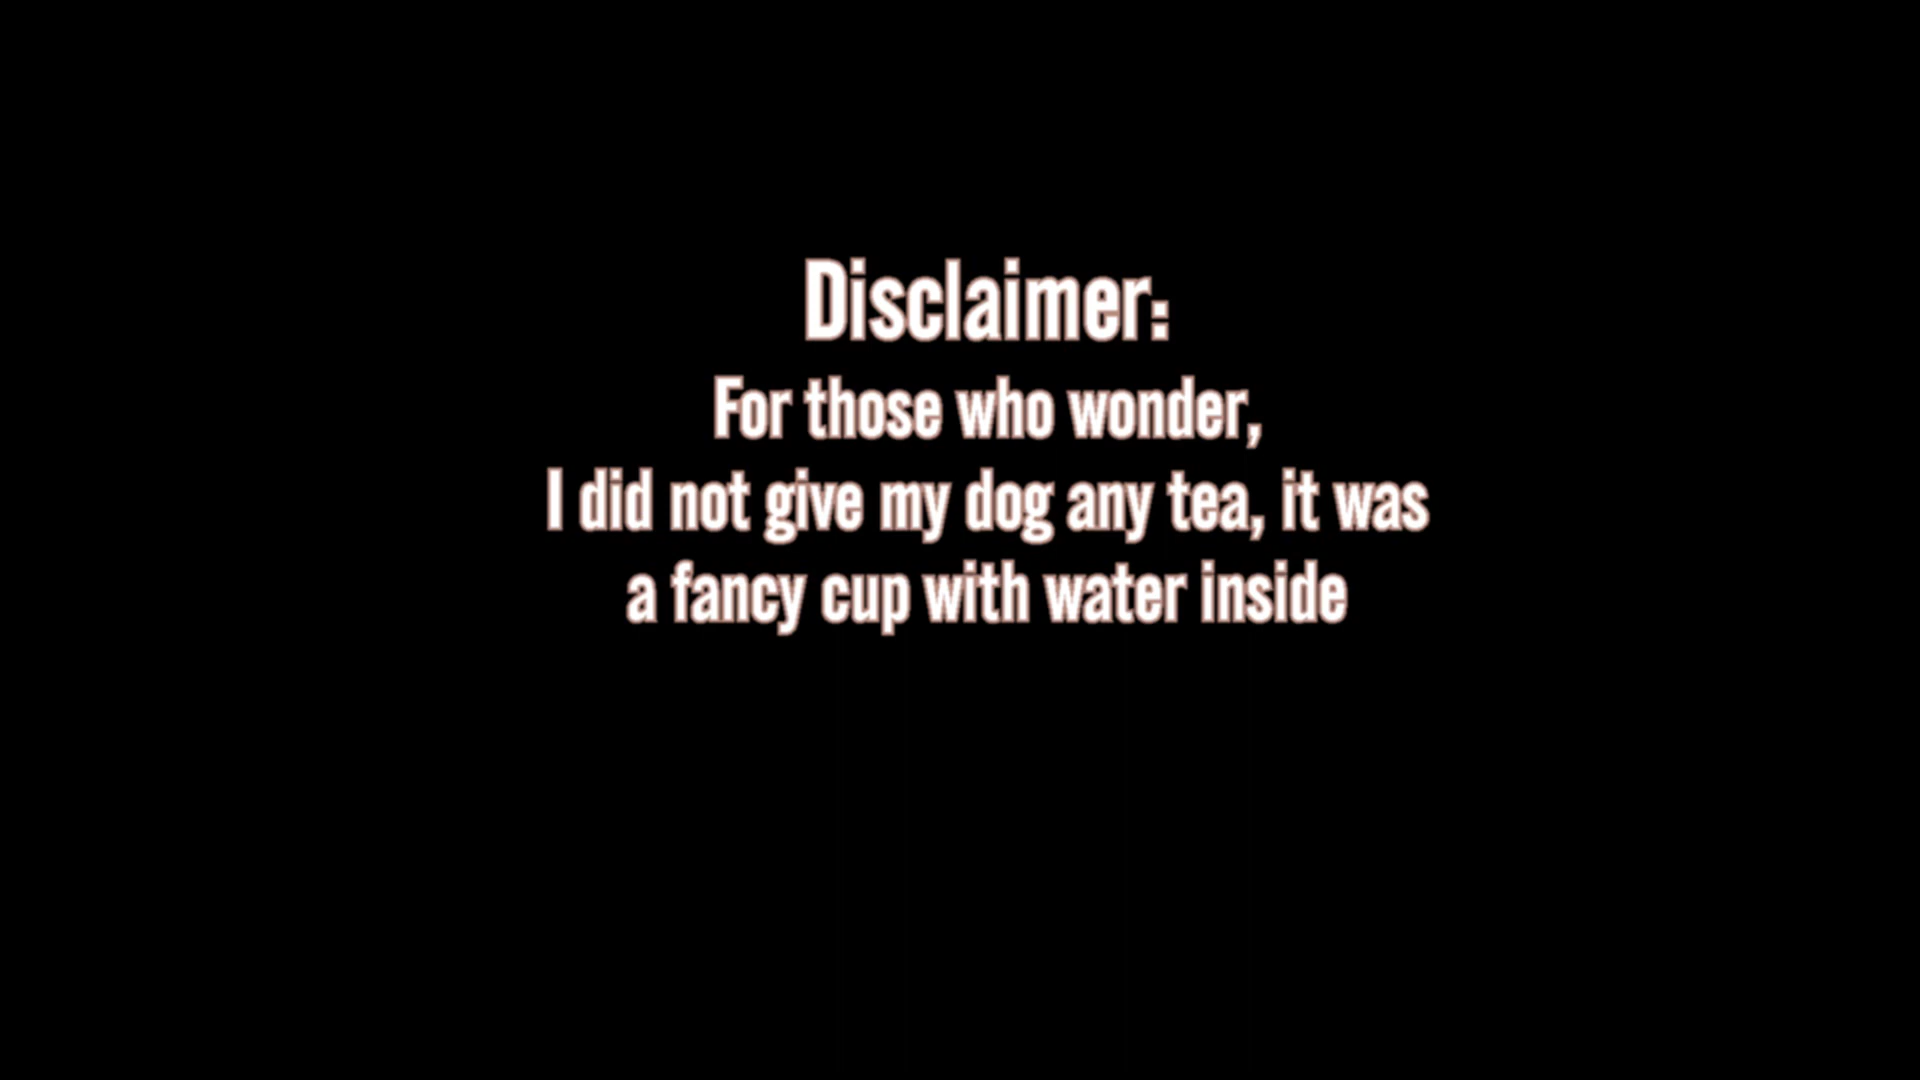 Disclaimer:
For those who wonder,
I did not give my dog any tea, it was
a fancy cup with water inside